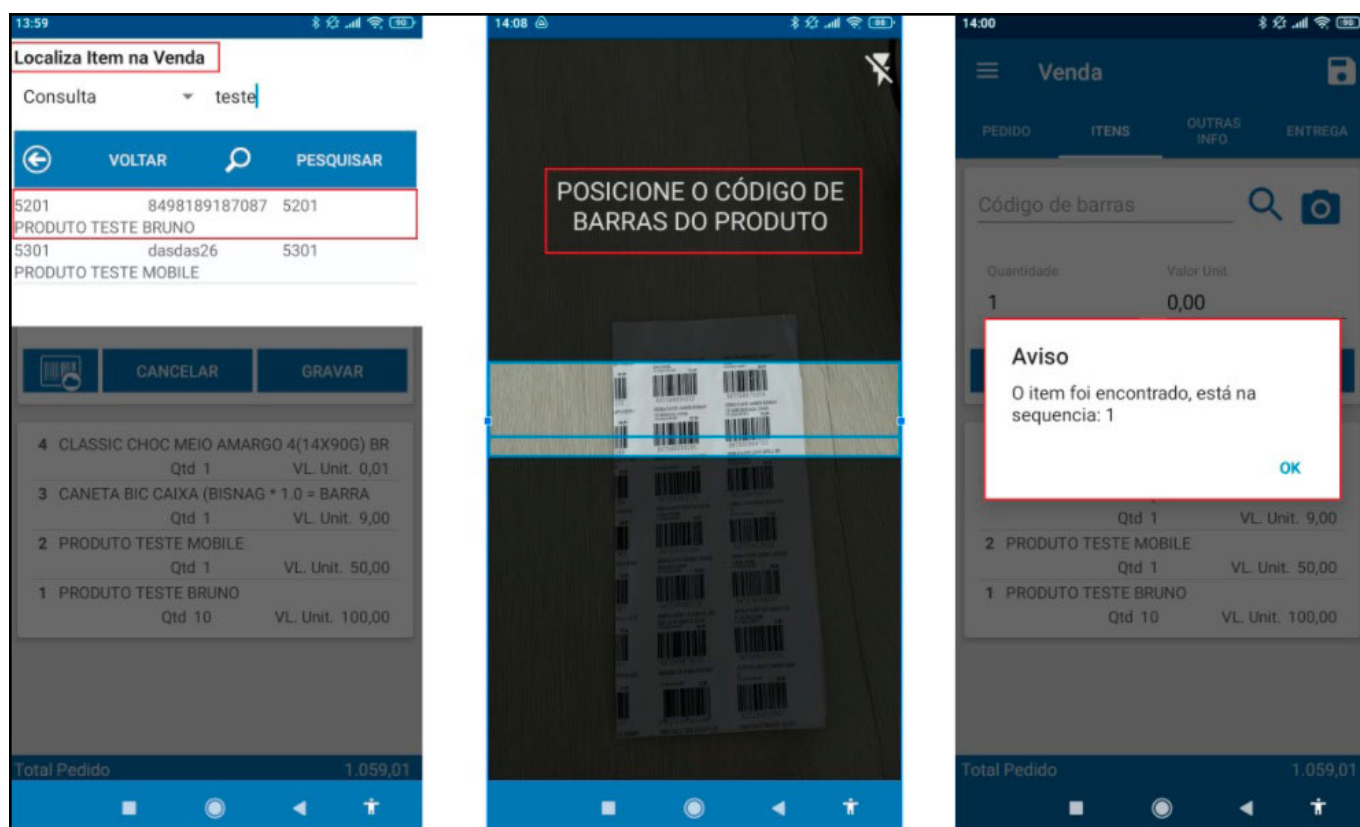 13:59
90
Localiza Item na Venda
Consulta teste
VOLTAR PESQUISAR
5201 8498189187087 5201
PRODUTO TESTE BRUNO
5301 dasdas26 5301
PRODUTO TESTE MOBILE
CANCELAR GRAVAR
4 CLASSIC CHOC MEIO AMARGO 4(14X90G) BR
Qtd 1 VL. Unit. 0,01
3 CANETA BIC CAIXA (BISNAG * 1.0 = BARRA
Qtd 1 VL. Unit. 9,00
2 PRODUTO TESTE MOBILE
Qtd 1 VL. Unit. 50,00
1 PRODUTO TESTE BRUNO
Qtd 10 VL. Unit. 100,00
Total Pedido 1.059,01
14:08
88
POSICIONE O CÓDIGO DE
BARRAS DO PRODUTO
14:00
90
Venda
PEDIDO ITENS OUTRAS INFO. ENTREGA
Código de barras
Quantidade Valor Unit.
1 0,00
Aviso
O item foi encontrado, está na
sequencia: 1
OK
Qtd 1 VL. Unit. 9,00
2 PRODUTO TESTE MOBILE
Qtd 1 VL. Unit. 50,00
1 PRODUTO TESTE BRUNO
Qtd 10 VL. Unit. 100,00
Total Pedido 1.059,01